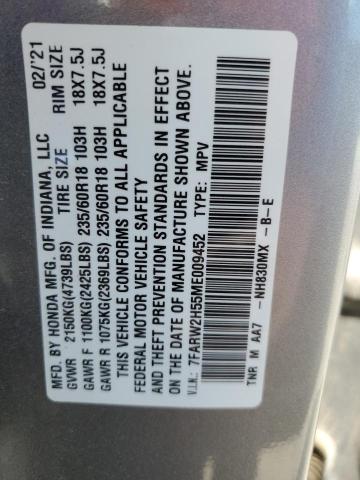 MFD. BY HONDA MFG. OF INDIANA, LLC 02/'21
TIRE SIZE RIM SIZE
GVWR 2150KG(4739LBS)
GAWR F 1100KG(2425LBS) 235/60R18 103H 18X7.5J
GAWR R 1075KG(2369LBS) 235/60R18 103H 18X7.5J
THIS VEHICLE CONFORMS TO ALL APPLICABLE
FEDERAL MOTOR VEHICLE SAFETY
AND THEFT PREVENTION STANDARDS IN EFFECT
ON THE DATE OF MANUFACTURE SHOWN ABOVE.
V.I.N.: 7FARW2H55ME009452 TYPE: MPV
TNR M AA7 -NH830MX -B-E